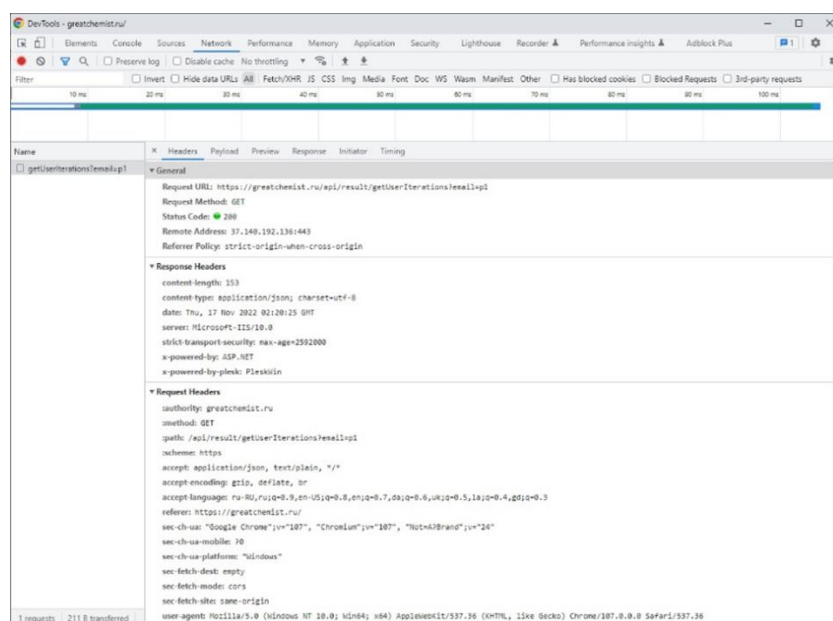 DevTools - greatchemist.ru/
Elements Console Sources Network Performance Memory Application Security Lighthouse Recorder Performance insights Adblock Plus 1
Preserve log Disable cache No throttling
Filter Invert Hide data URLs All Fetch/XHR JS CSS Img Media Font Doc WS Wasm Manifest Other Has blocked cookies Blocked Requests 3rd-party requests
10 ms 20 ms 30 ms 40 ms 50 ms 60 ms 70 ms 80 ms 90 ms 100 ms
Name × Headers Payload Preview Response Initiator Timing
getUserIterations?email=p1
General
Request URL: https://greatchemist.ru/api/result/getUserIterations?email=p1
Request Method: GET
Status Code: 200
Remote Address: 37.140.192.136:443
Referrer Policy: strict-origin-when-cross-origin
Response Headers
content-length: 153
content-type: application/json; charset=utf-8
date: Thu, 17 Nov 2022 02:20:25 GMT
server: Microsoft-IIS/10.0
strict-transport-security: max-age=2592000
x-powered-by: ASP.NET
x-powered-by-plesk: PleskWin
Request Headers
:authority: greatchemist.ru
:method: GET
:path: /api/result/getUserIterations?email=p1
:scheme: https
accept: application/json, text/plain, */*
accept-encoding: gzip, deflate, br
accept-language: ru-RU,ru;q=0.9,en-US;q=0.8,en;q=0.7,da;q=0.6,uk;q=0.5,la;q=0.4,gd;q=0.3
referer: https://greatchemist.ru/
sec-ch-ua: "Google Chrome";v="107", "Chromium";v="107", "Not=A?Brand";v="24"
sec-ch-ua-mobile: ?0
sec-ch-ua-platform: "Windows"
sec-fetch-dest: empty
sec-fetch-mode: cors
sec-fetch-site: same-origin
user-agent: Mozilla/5.0 (Windows NT 10.0; Win64; x64) AppleWebKit/537.36 (KHTML, like Gecko) Chrome/107.0.0.0 Safari/537.36
1 requests 211 B transferred